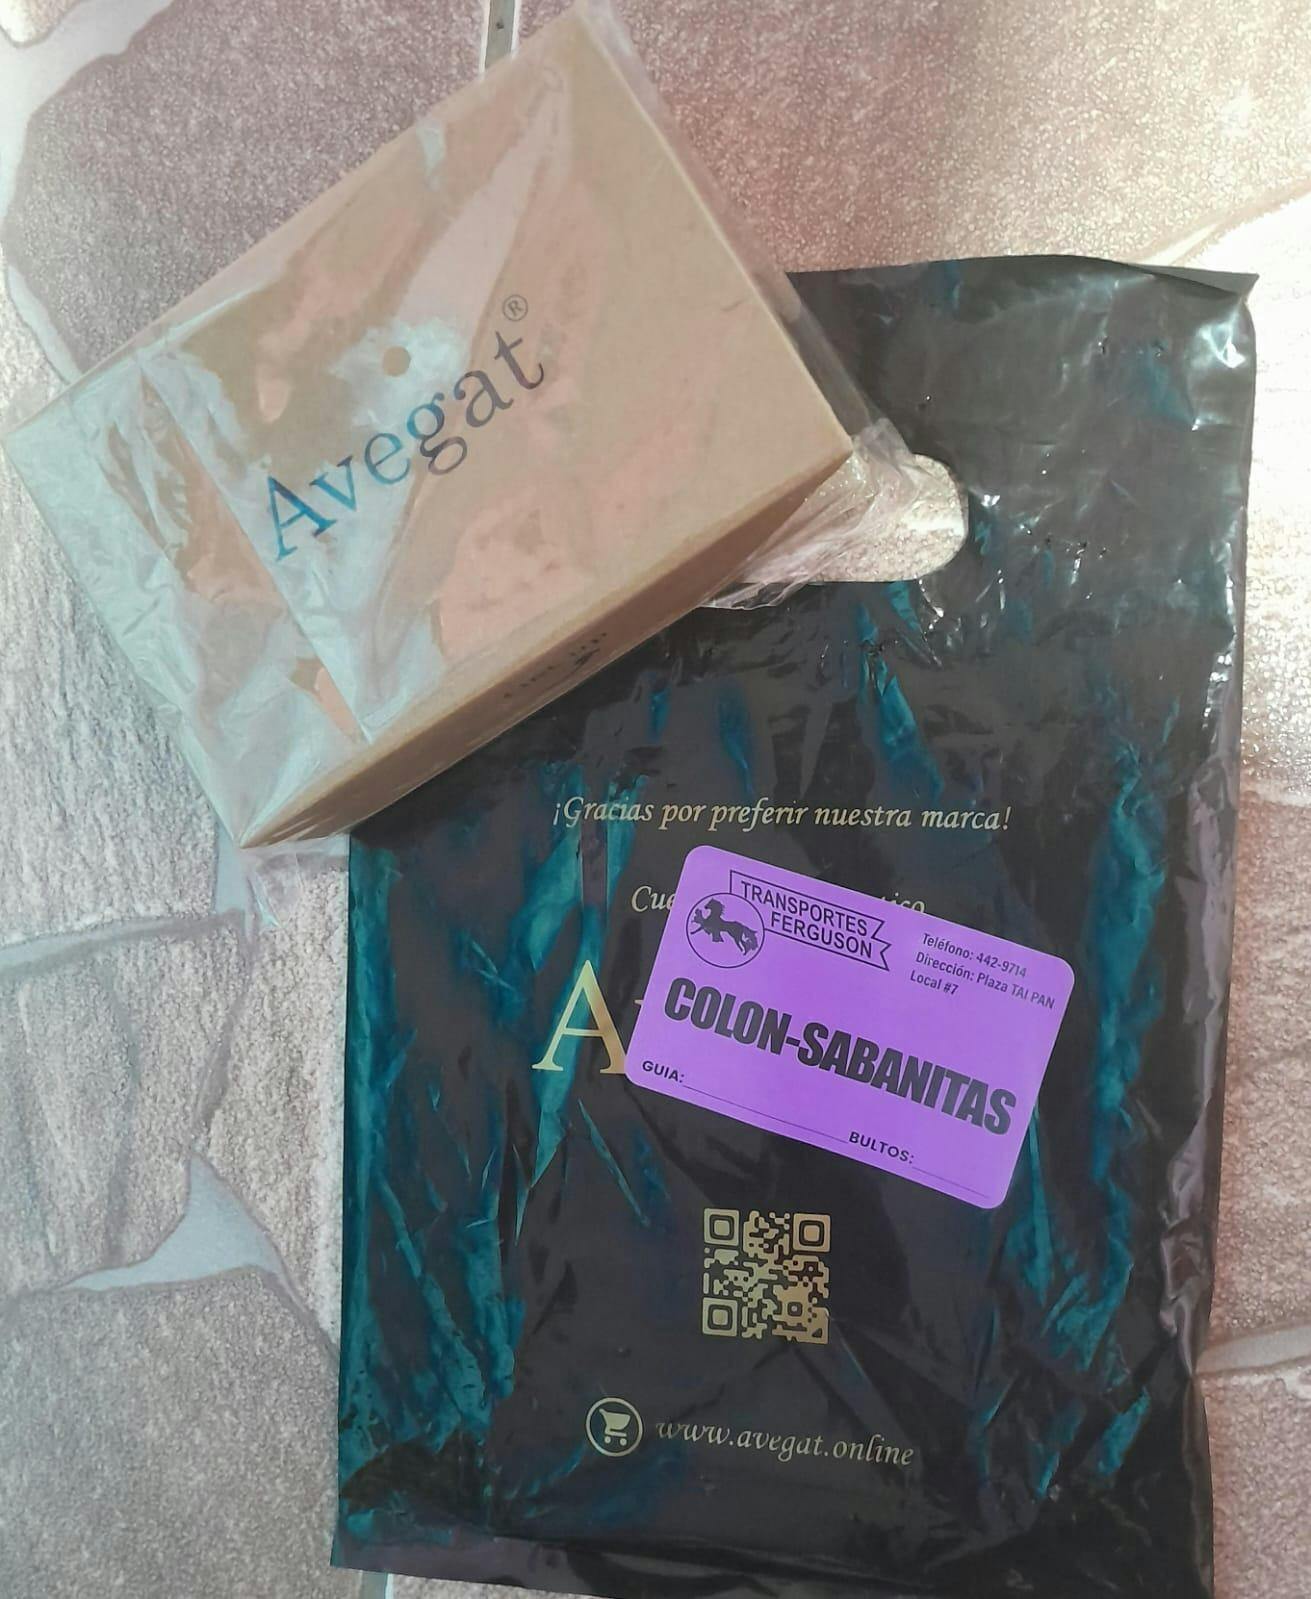 Avegat®
¡Gracias por preferir nuestra marca!
TRANSPORTES
FERGUSON
Teléfono: 442-9714
Dirección: Plaza TAI PAN
Local #7
COLON-SABANITAS
GUIA:
BULTOS:
www.avegat.online